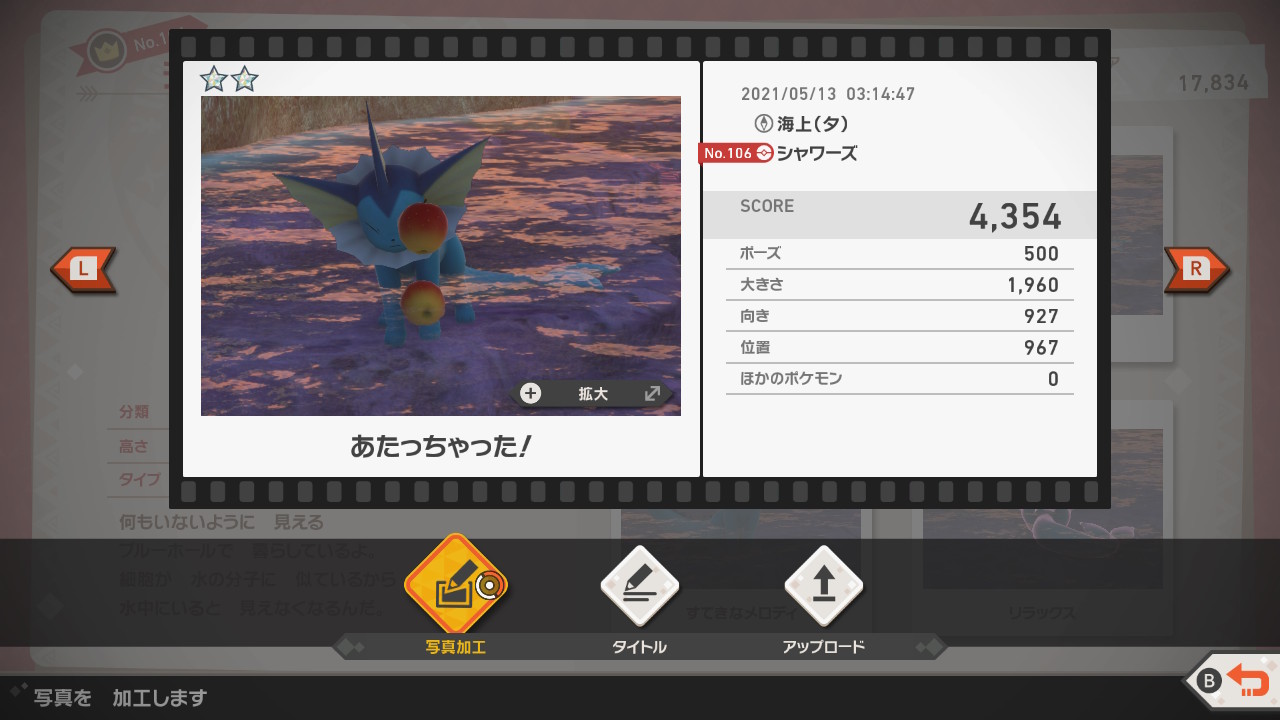 No.1
17,834
2021/05/13 03:14:47
海上(夕)
No.106 シャワーズ
SCORE 4,354
ポーズ 500
大きさ 1,960
向き 927
位置 967
ほかのポケモン 0
L
R
+ 拡大
あたっちゃった!
分類
高さ
タイプ
何もいないように 見える
ブルーホールで 暮らしているよ。
細胞が 水の分子に 似ているから
水中にいると 見えなくなるんだ。
すてきなメロディ
リラックス
写真加工
タイトル
アップロード
写真を 加工します
B